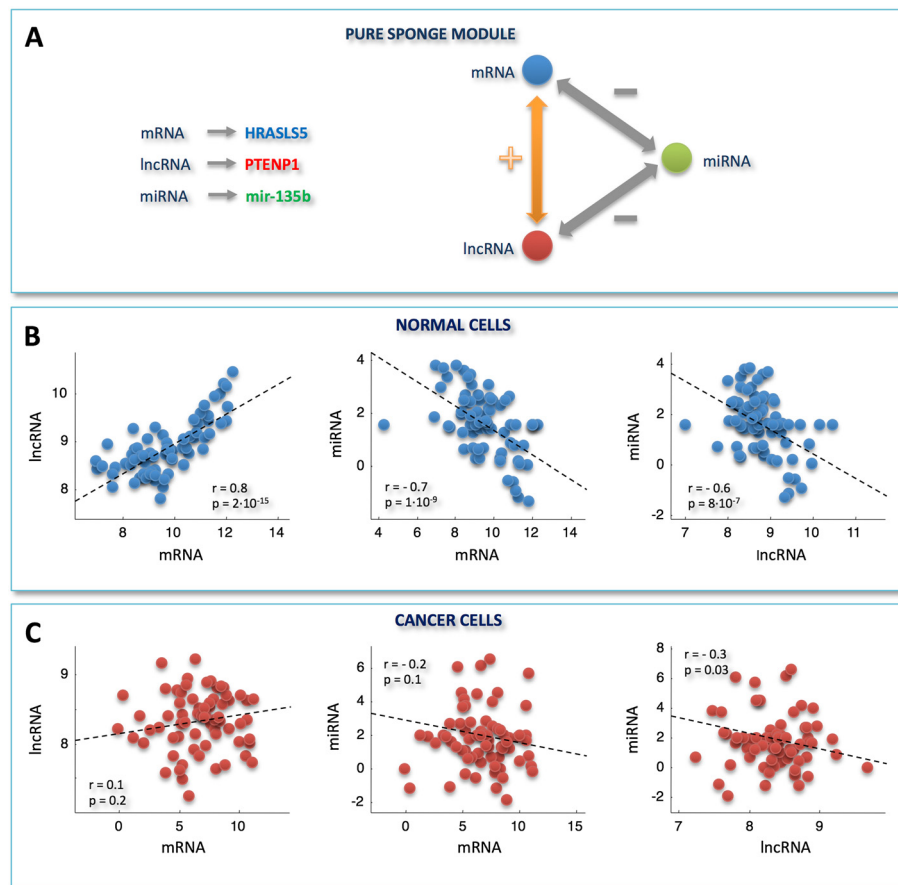 A
PURE SPONGE MODULE
mRNA
mRNA HRASLS5
lncRNA PTENP1
miRNA mir-135b
miRNA
lncRNA
+
B
NORMAL CELLS
lncRNA
10
9
8
r = 0.8
p = 2·10-15
8 10 12 14
mRNA
miRNA
4
2
0
r = - 0.7
p = 1·10-9
4 6 8 10 12 14
mRNA
miRNA
4
2
0
-2
r = - 0.6
p = 8·10-7
7 8 9 10 11
lncRNA
C
CANCER CELLS
lncRNA
9
8
r = 0.1
p = 0.2
0 5 10
mRNA
miRNA
6
4
2
0
-2
r = - 0.2
p = 0.1
0 5 10 15
mRNA
miRNA
8
6
4
2
0
-2
r = - 0.3
p = 0.03
7 8 9
lncRNA